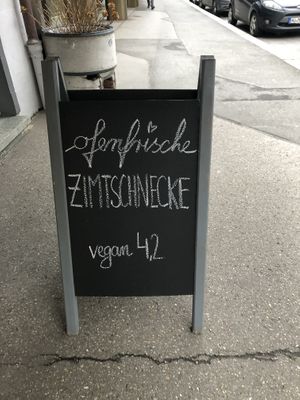 ofenfrische
ZIMTSCHNECKE
vegan 4,2